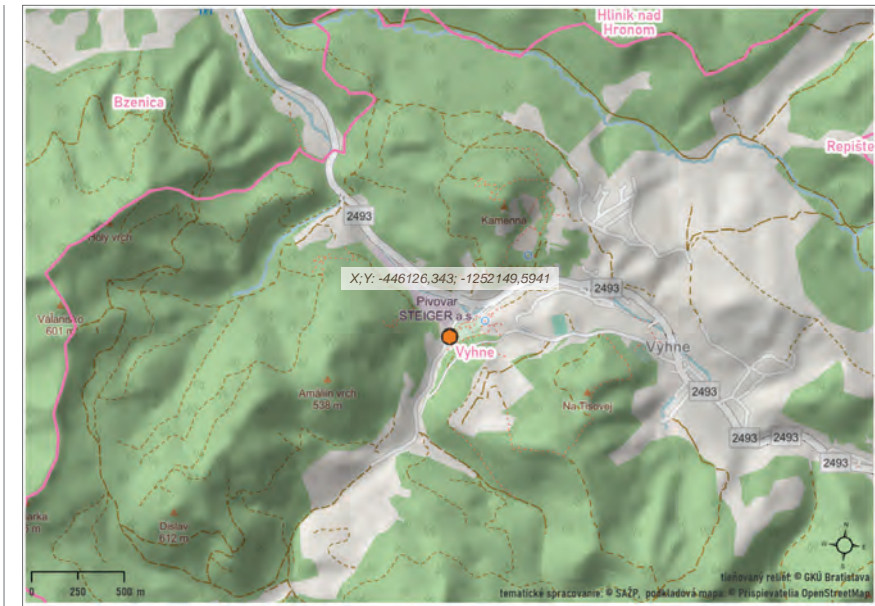 181
Hliník nad
Hronom
Bzenica
Repište
2493
Kamenná
Holý vrch
X;Y: -446126,343; -1252149,5941
2493
Pivovar
STEIGER a.s
Valanisko
601 m
Vyhne
Vyhne
Amálin vrch
538 m
2493
Na Tisovej
2493
2493
2493
Dislav
612 m
N
W
E
S
0
250
500 m
tieňovaný reliéf: © GKÚ Bratislava
tematické spracovanie: © SAŽP, podkladová mapa: © Prispievatelia OpenStreetMap